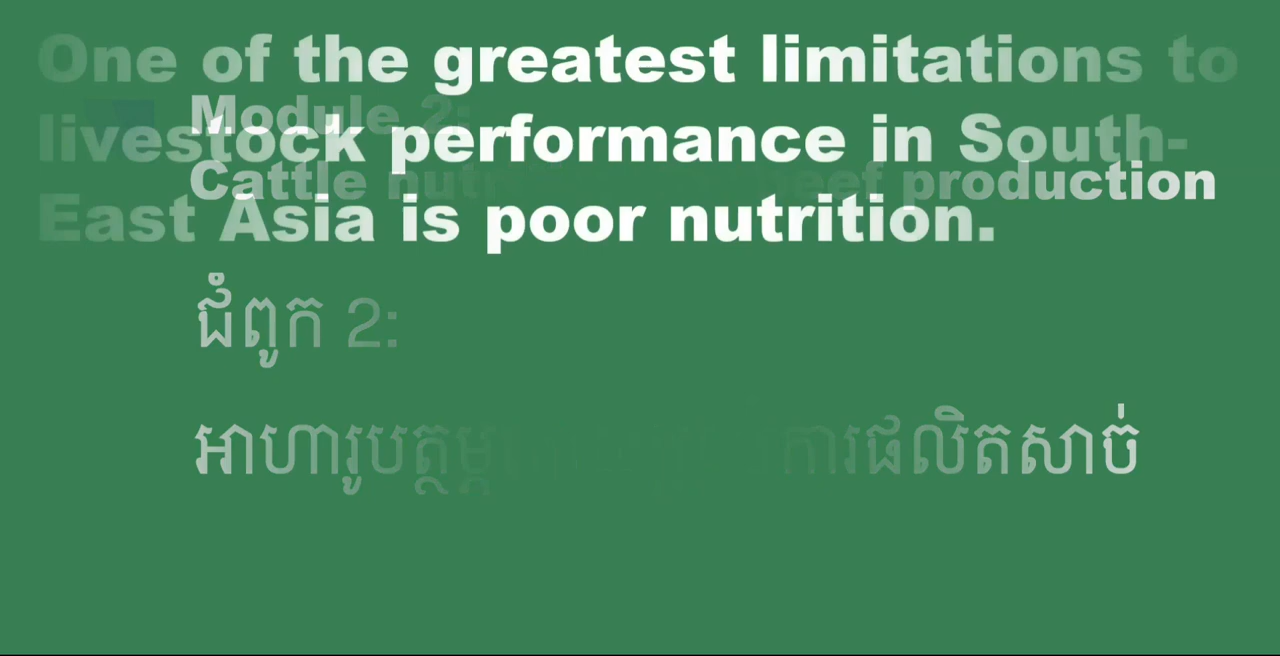 One of the greatest limitations to
livestock performance in South-
East Asia is poor nutrition.
Module 2:
Cattle beef production
ជំពូក 2:
អាហារូបត្ថម្ភ ការផលិតសាច់